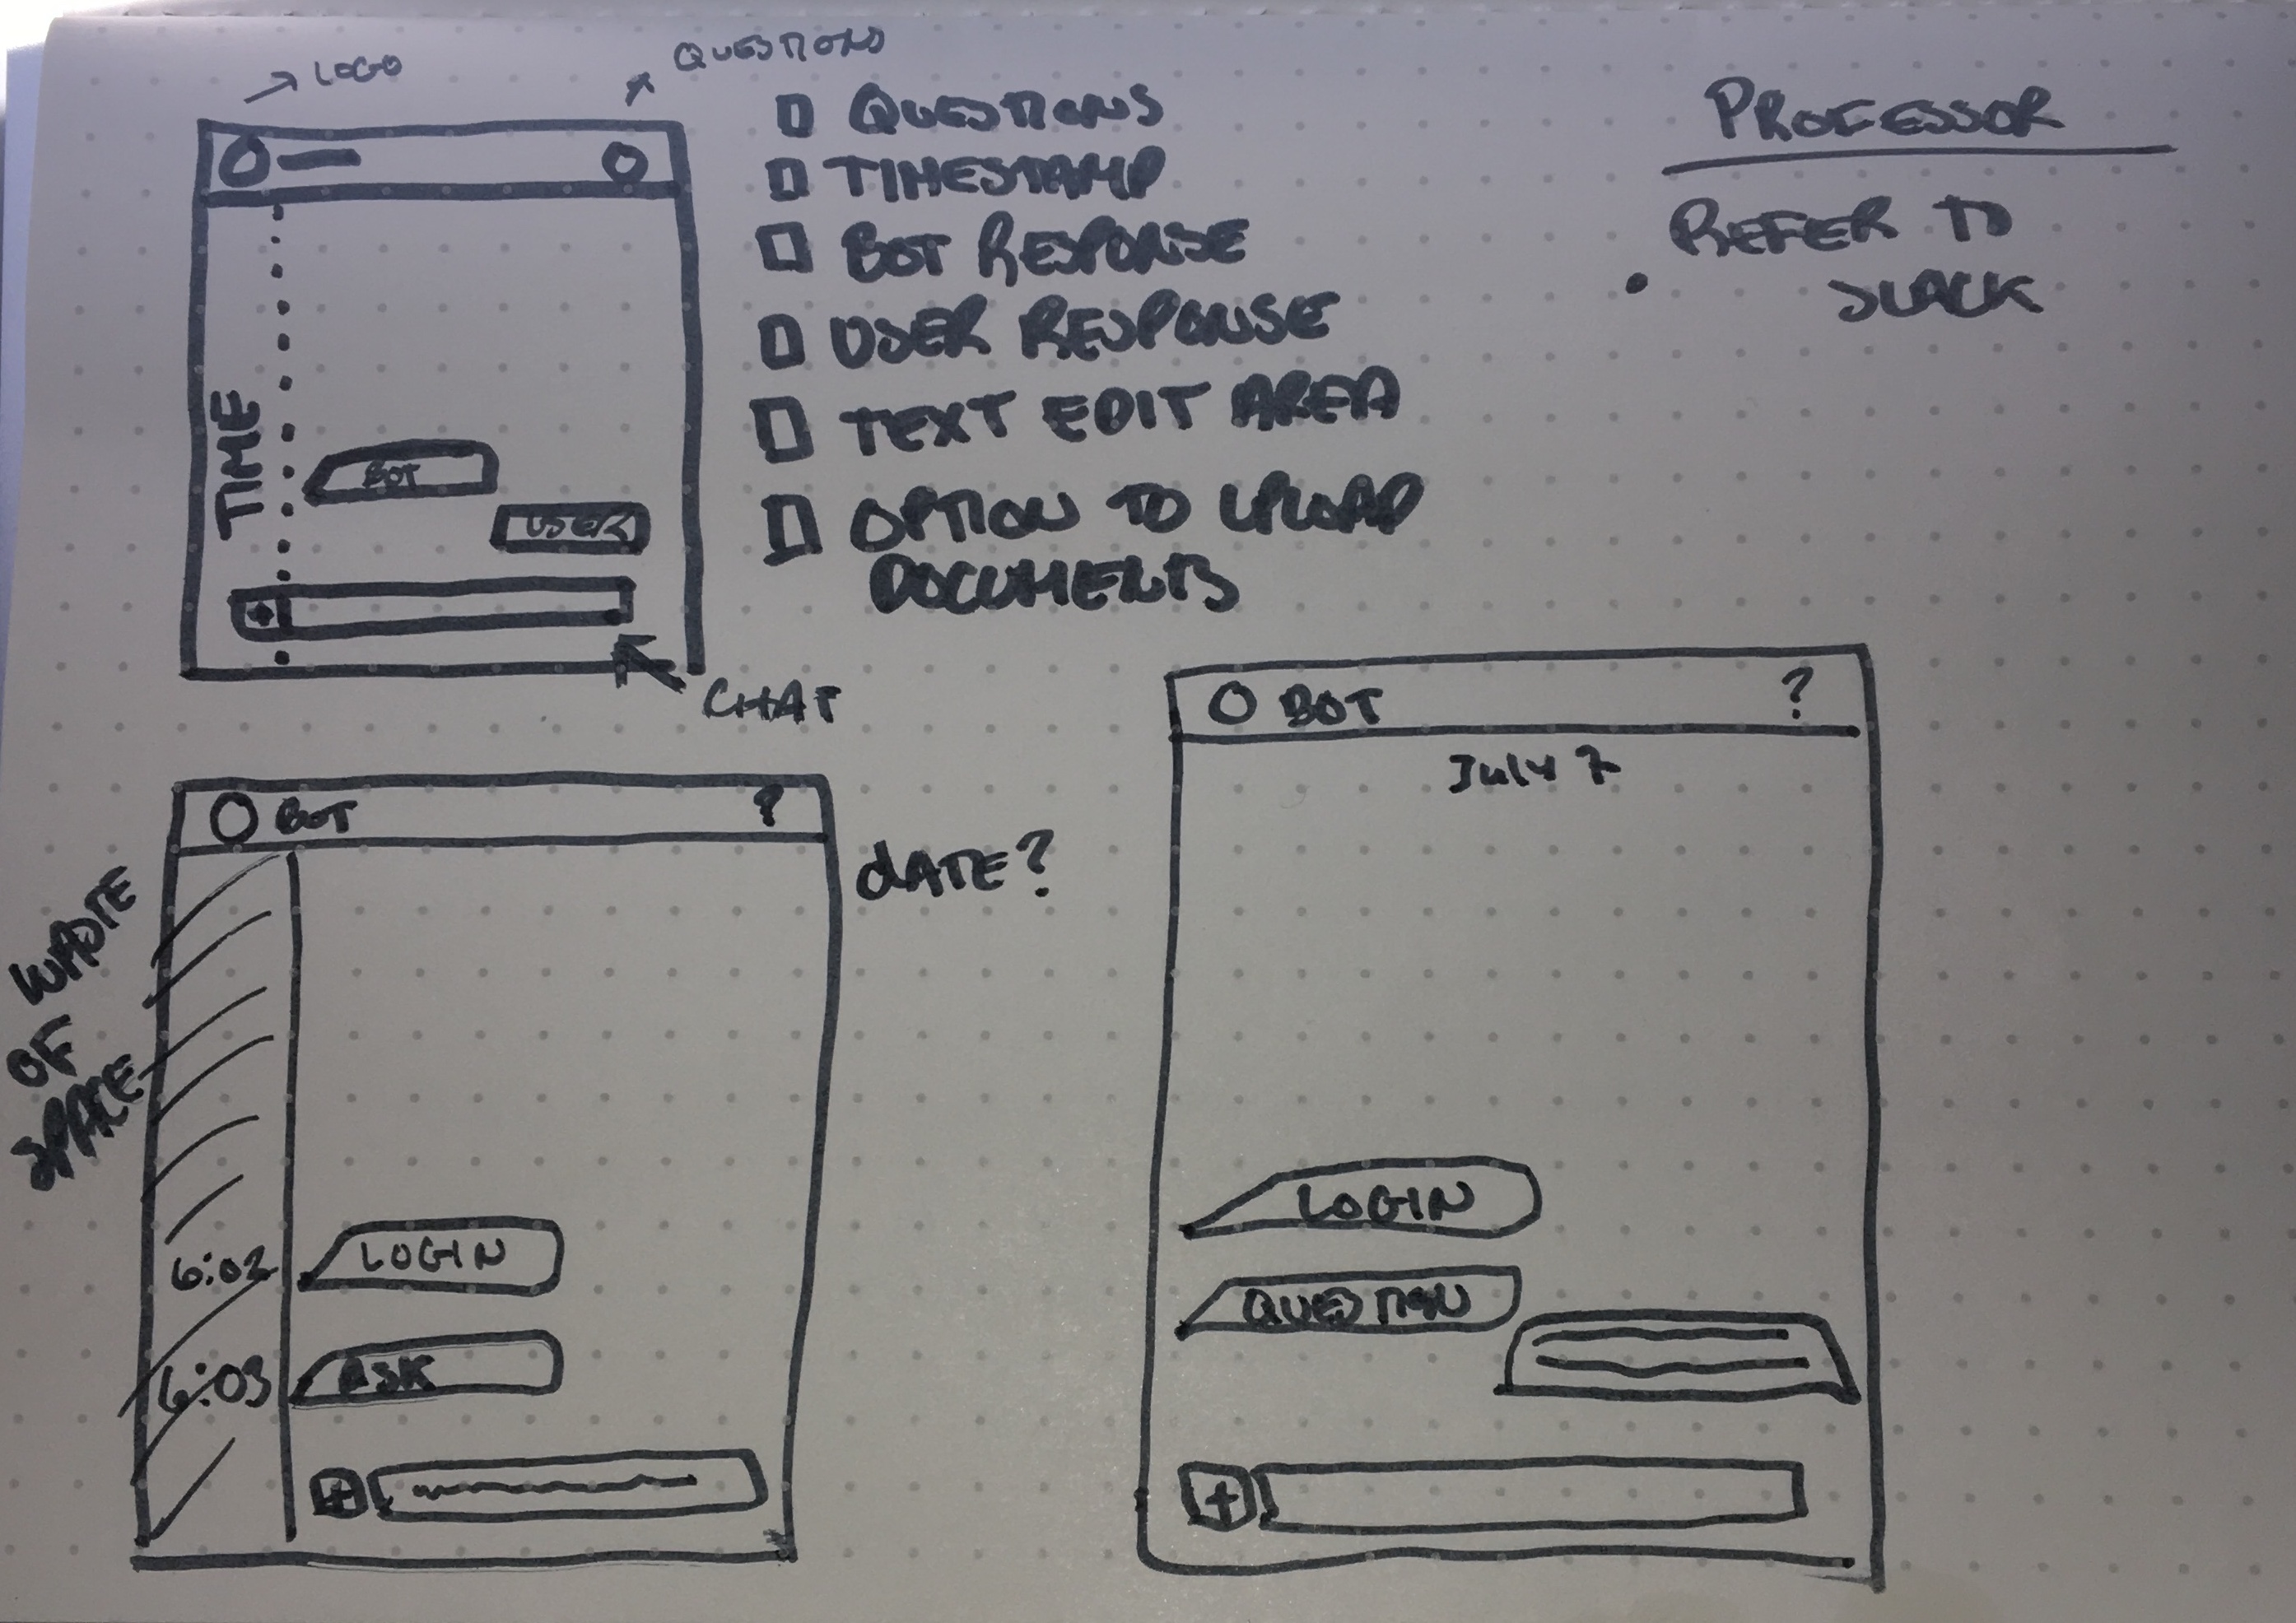 LOGO
QUESTIONS
QUESTIONS
TIMESTAMP
BOT RESPONSE
USER RESPONSE
TEXT EDIT AREA
OPTION TO UPLOAD
DOCUMENTS
PROFESSOR
REFER TO
SLACK
TIME
BOT
USER
+
CHAT
BOT ?
DATE?
WASTE
OF
SPACE
6:02 LOGIN
6:03 ASK
+
BOT ?
July 7
LOGIN
QUESTION
+